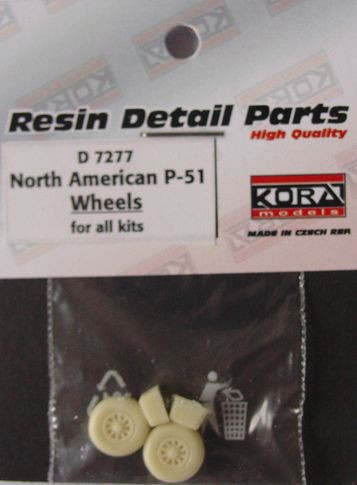 Resin Detail Parts
High Quality
D 7277
North American P-51
Wheels
for all kits
KORA
models
MADE IN CZECH REP.